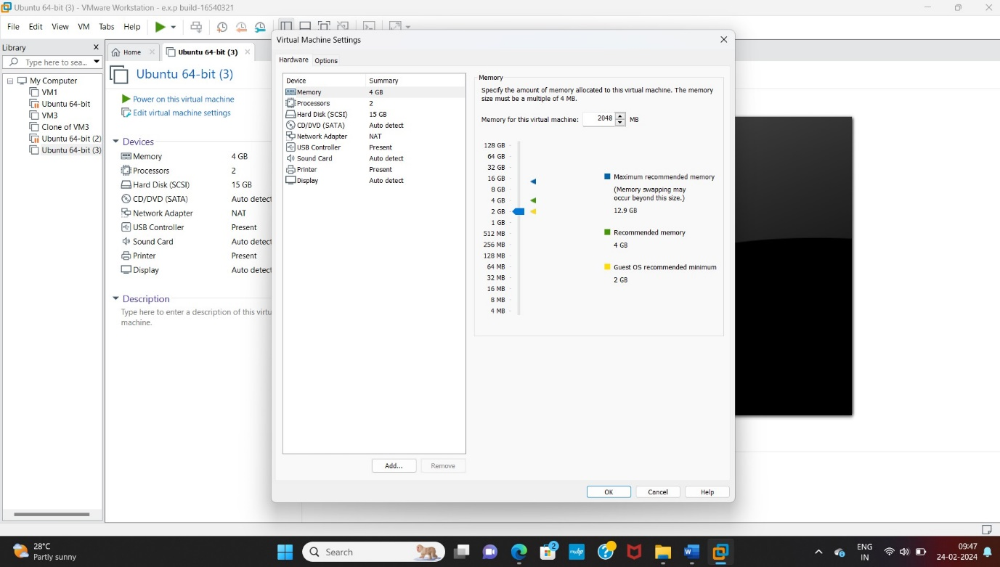 Ubuntu 64-bit (3) - VMware Workstation - e.x.p build-16540321
File Edit View VM Tabs Help
Library
Type here to sea...
My Computer
VM1
Ubuntu 64-bit
VM3
Clone of VM3
Ubuntu 64-bit (2)
Ubuntu 64-bit (3)
Home
Ubuntu 64-bit (3)
Ubuntu 64-bit (3)
Power on this virtual machine
Edit virtual machine settings
Devices
Memory 4 GB
Processors 2
Hard Disk (SCSI) 15 GB
CD/DVD (SATA) Auto detect
Network Adapter NAT
USB Controller Present
Sound Card Auto detect
Printer Present
Display Auto detect
Description
Type here to enter a description of this virtu
machine.
Virtual Machine Settings
Hardware Options
Device Summary
Memory 4 GB
Processors 2
Hard Disk (SCSI) 15 GB
CD/DVD (SATA) Auto detect
Network Adapter NAT
USB Controller Present
Sound Card Auto detect
Printer Present
Display Auto detect
Add...
Remove
Memory
Specify the amount of memory allocated to this virtual machine. The memory
size must be a multiple of 4 MB.
Memory for this virtual machine: 2048 MB
128 GB
64 GB
32 GB
16 GB
8 GB
4 GB
2 GB
1 GB
512 MB
256 MB
128 MB
64 MB
32 MB
16 MB
8 MB
4 MB
Maximum recommended memory
(Memory swapping may
occur beyond this size.)
12.9 GB
Recommended memory
4 GB
Guest OS recommended minimum
2 GB
OK
Cancel
Help
28°C
Partly sunny
Search
2
myhp
W
ENG
IN
09:47
24-02-2024